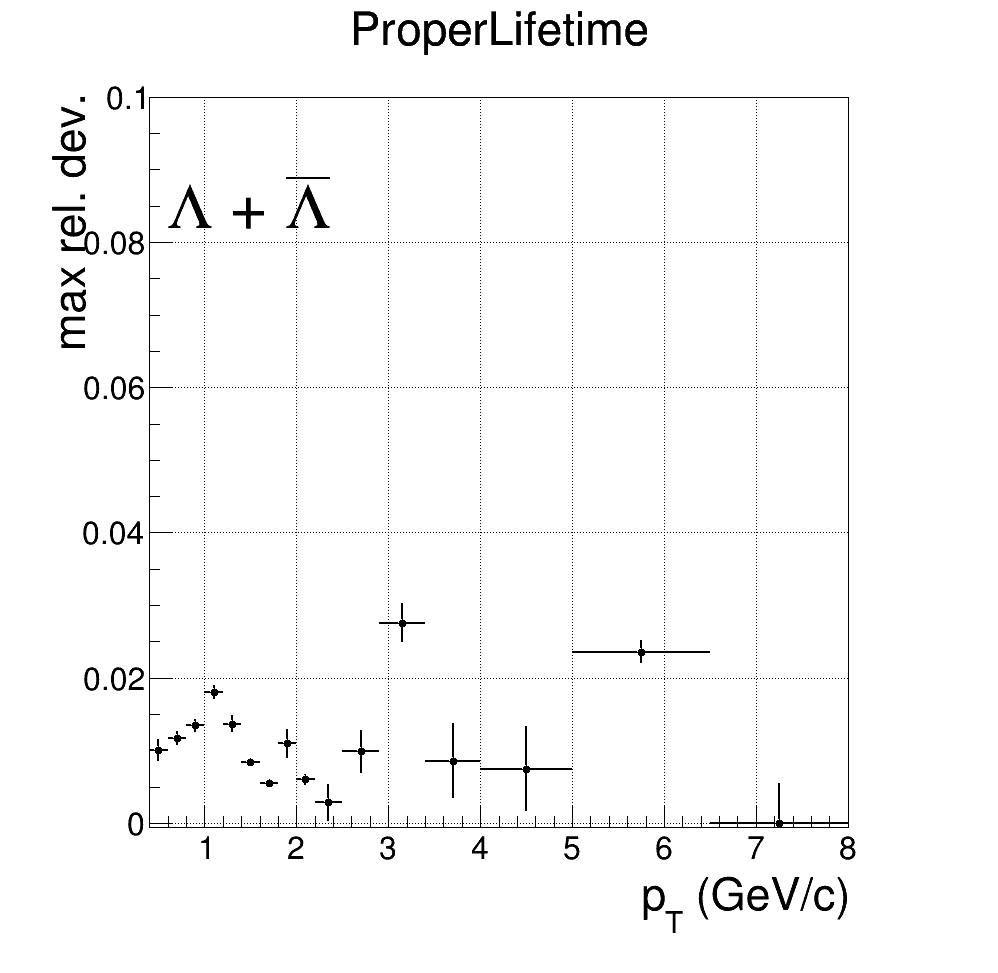 ProperLifetime
max rel. dev.
0.1
Λ + Λ̅
0.08
0.06
0.04
0.02
0
1 2 3 4 5 6 7 8
p_T (GeV/c)